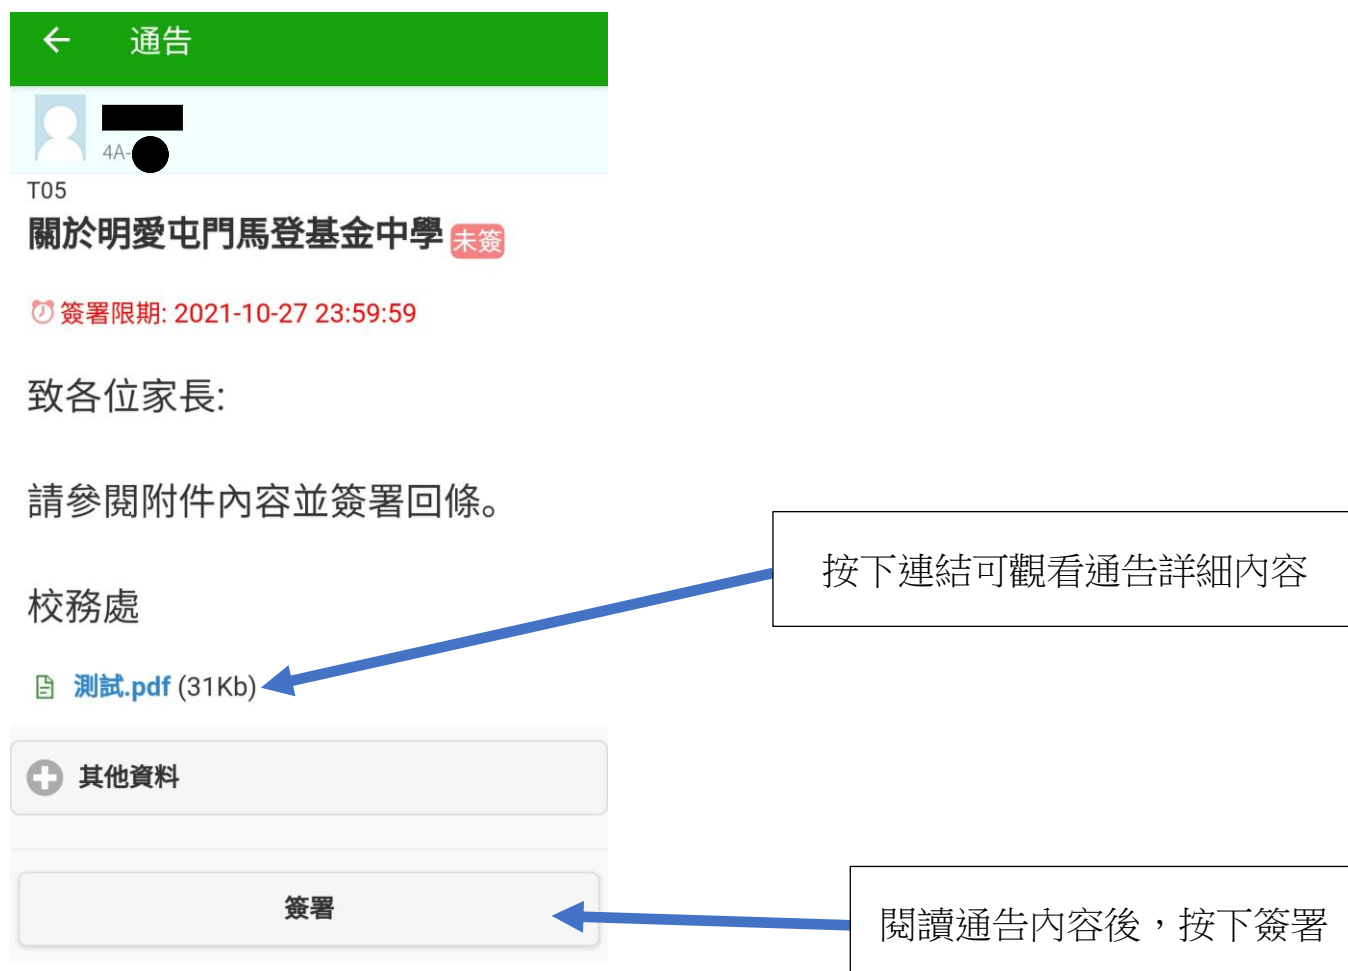 通告
4A-
T05
關於明愛屯門馬登基金中學 未簽
簽署限期: 2021-10-27 23:59:59
致各位家長:
請參閱附件內容並簽署回條。
按下連結可觀看通告詳細內容
校務處
測試.pdf (31Kb)
其他資料
簽署
閱讀通告內容後，按下簽署